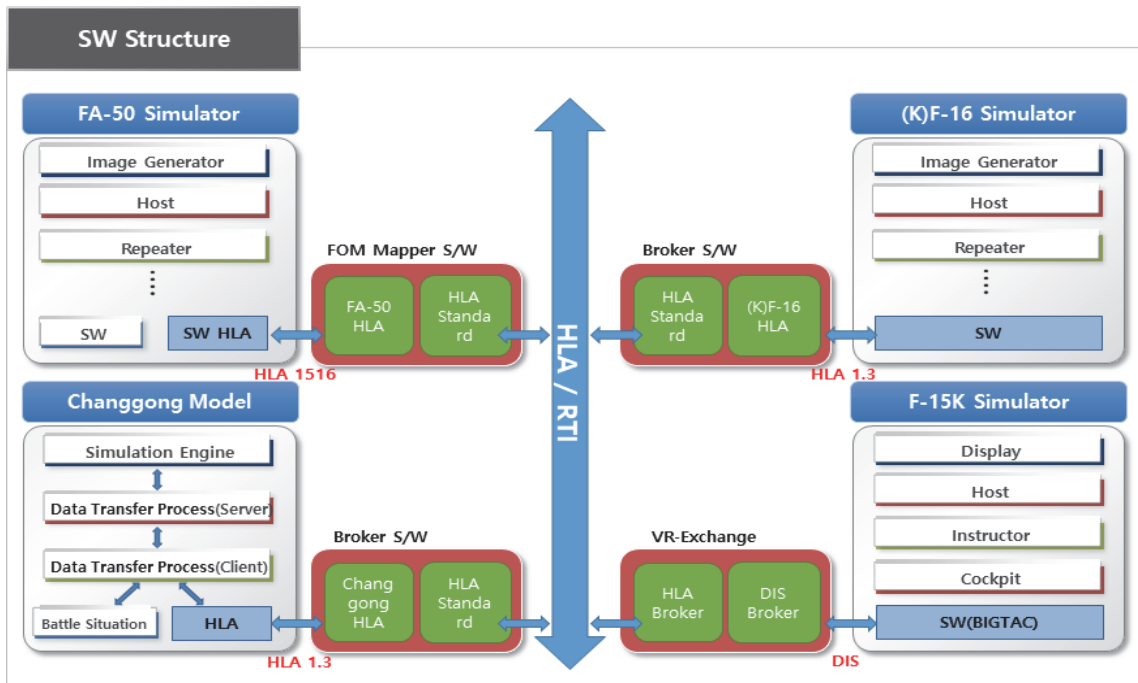 SW Structure
FA-50 Simulator
Image Generator
Host
Repeater
SW
SW HLA
FOM Mapper S/W
FA-50
HLA
HLA
Standa
rd
HLA 1516
Changgong Model
Simulation Engine
Data Transfer Process(Server)
Data Transfer Process(Client)
Battle Situation
HLA
Broker S/W
Chang
gong
HLA
HLA
Standa
rd
HLA 1.3
HLA / RTI
(K)F-16 Simulator
Image Generator
Host
Repeater
SW
Broker S/W
HLA
Standa
rd
(K)F-16
HLA
HLA 1.3
F-15K Simulator
Display
Host
Instructor
Cockpit
SW(BIGTAC)
VR-Exchange
HLA
Broker
DIS
Broker
DIS